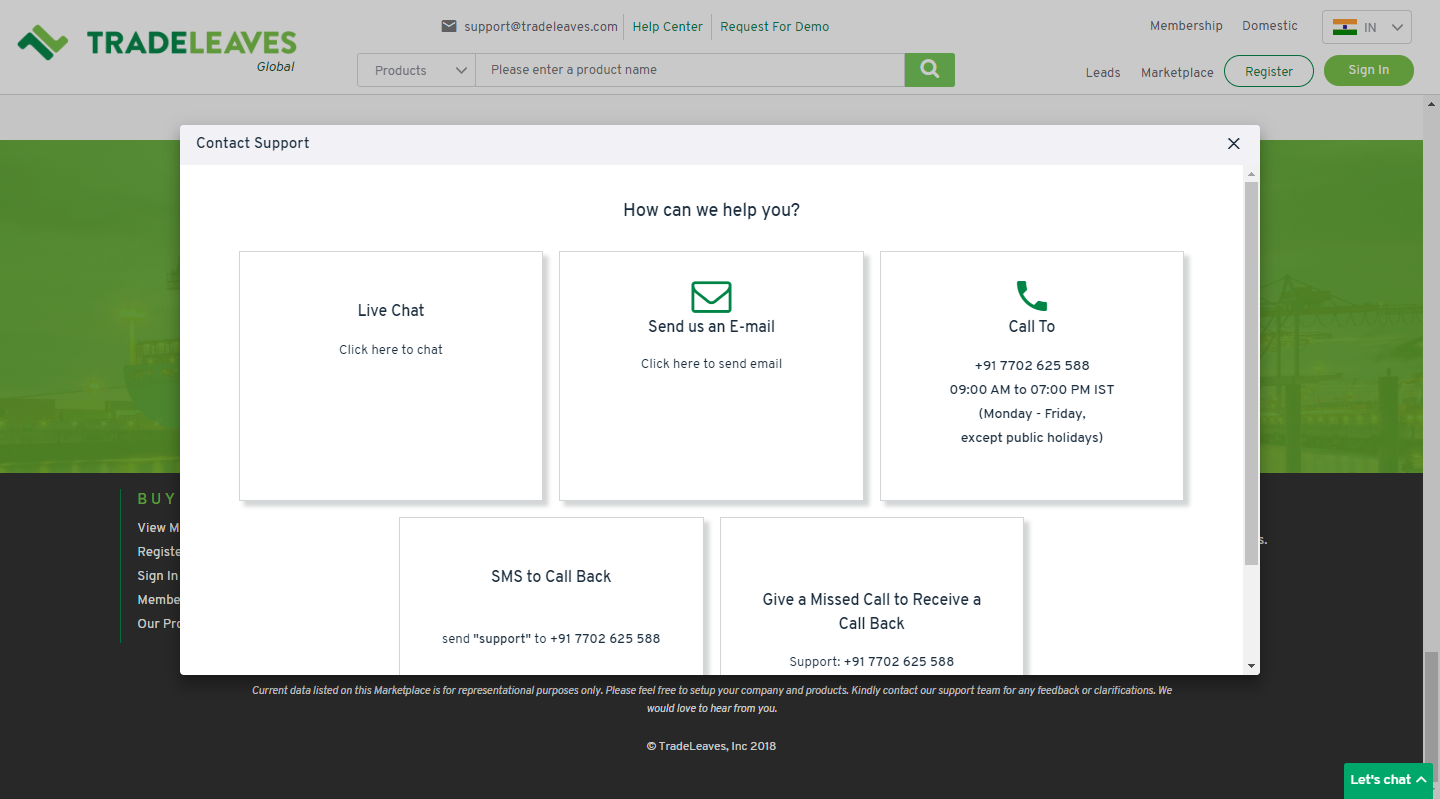 support@tradeleaves.com
Help Center
Request For Demo
Membership
Domestic
IN
TRADELEAVES
Global
Products
Please enter a product name
Leads
Marketplace
Register
Sign In
Contact Support
How can we help you?
Live Chat
Click here to chat
Send us an E-mail
Click here to send email
Call To
+91 7702 625 588
09:00 AM to 07:00 PM IST
(Monday - Friday,
except public holidays)
SMS to Call Back
send "support" to +91 7702 625 588
Give a Missed Call to Receive a
Call Back
Support: +91 7702 625 588
BUY
View M
Registe
Sign In
Membe
Our Pro
s.
Current data listed on this Marketplace is for representational purposes only. Please feel free to setup your company and products. Kindly contact our support team for any feedback or clarifications. We
would love to hear from you.
© TradeLeaves, Inc 2018
Let's chat